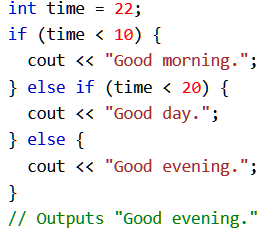 int time = 22;
if (time < 10) {
  cout << "Good morning.";
} else if (time < 20) {
  cout << "Good day.";
} else {
  cout << "Good evening.";
}
// Outputs "Good evening."